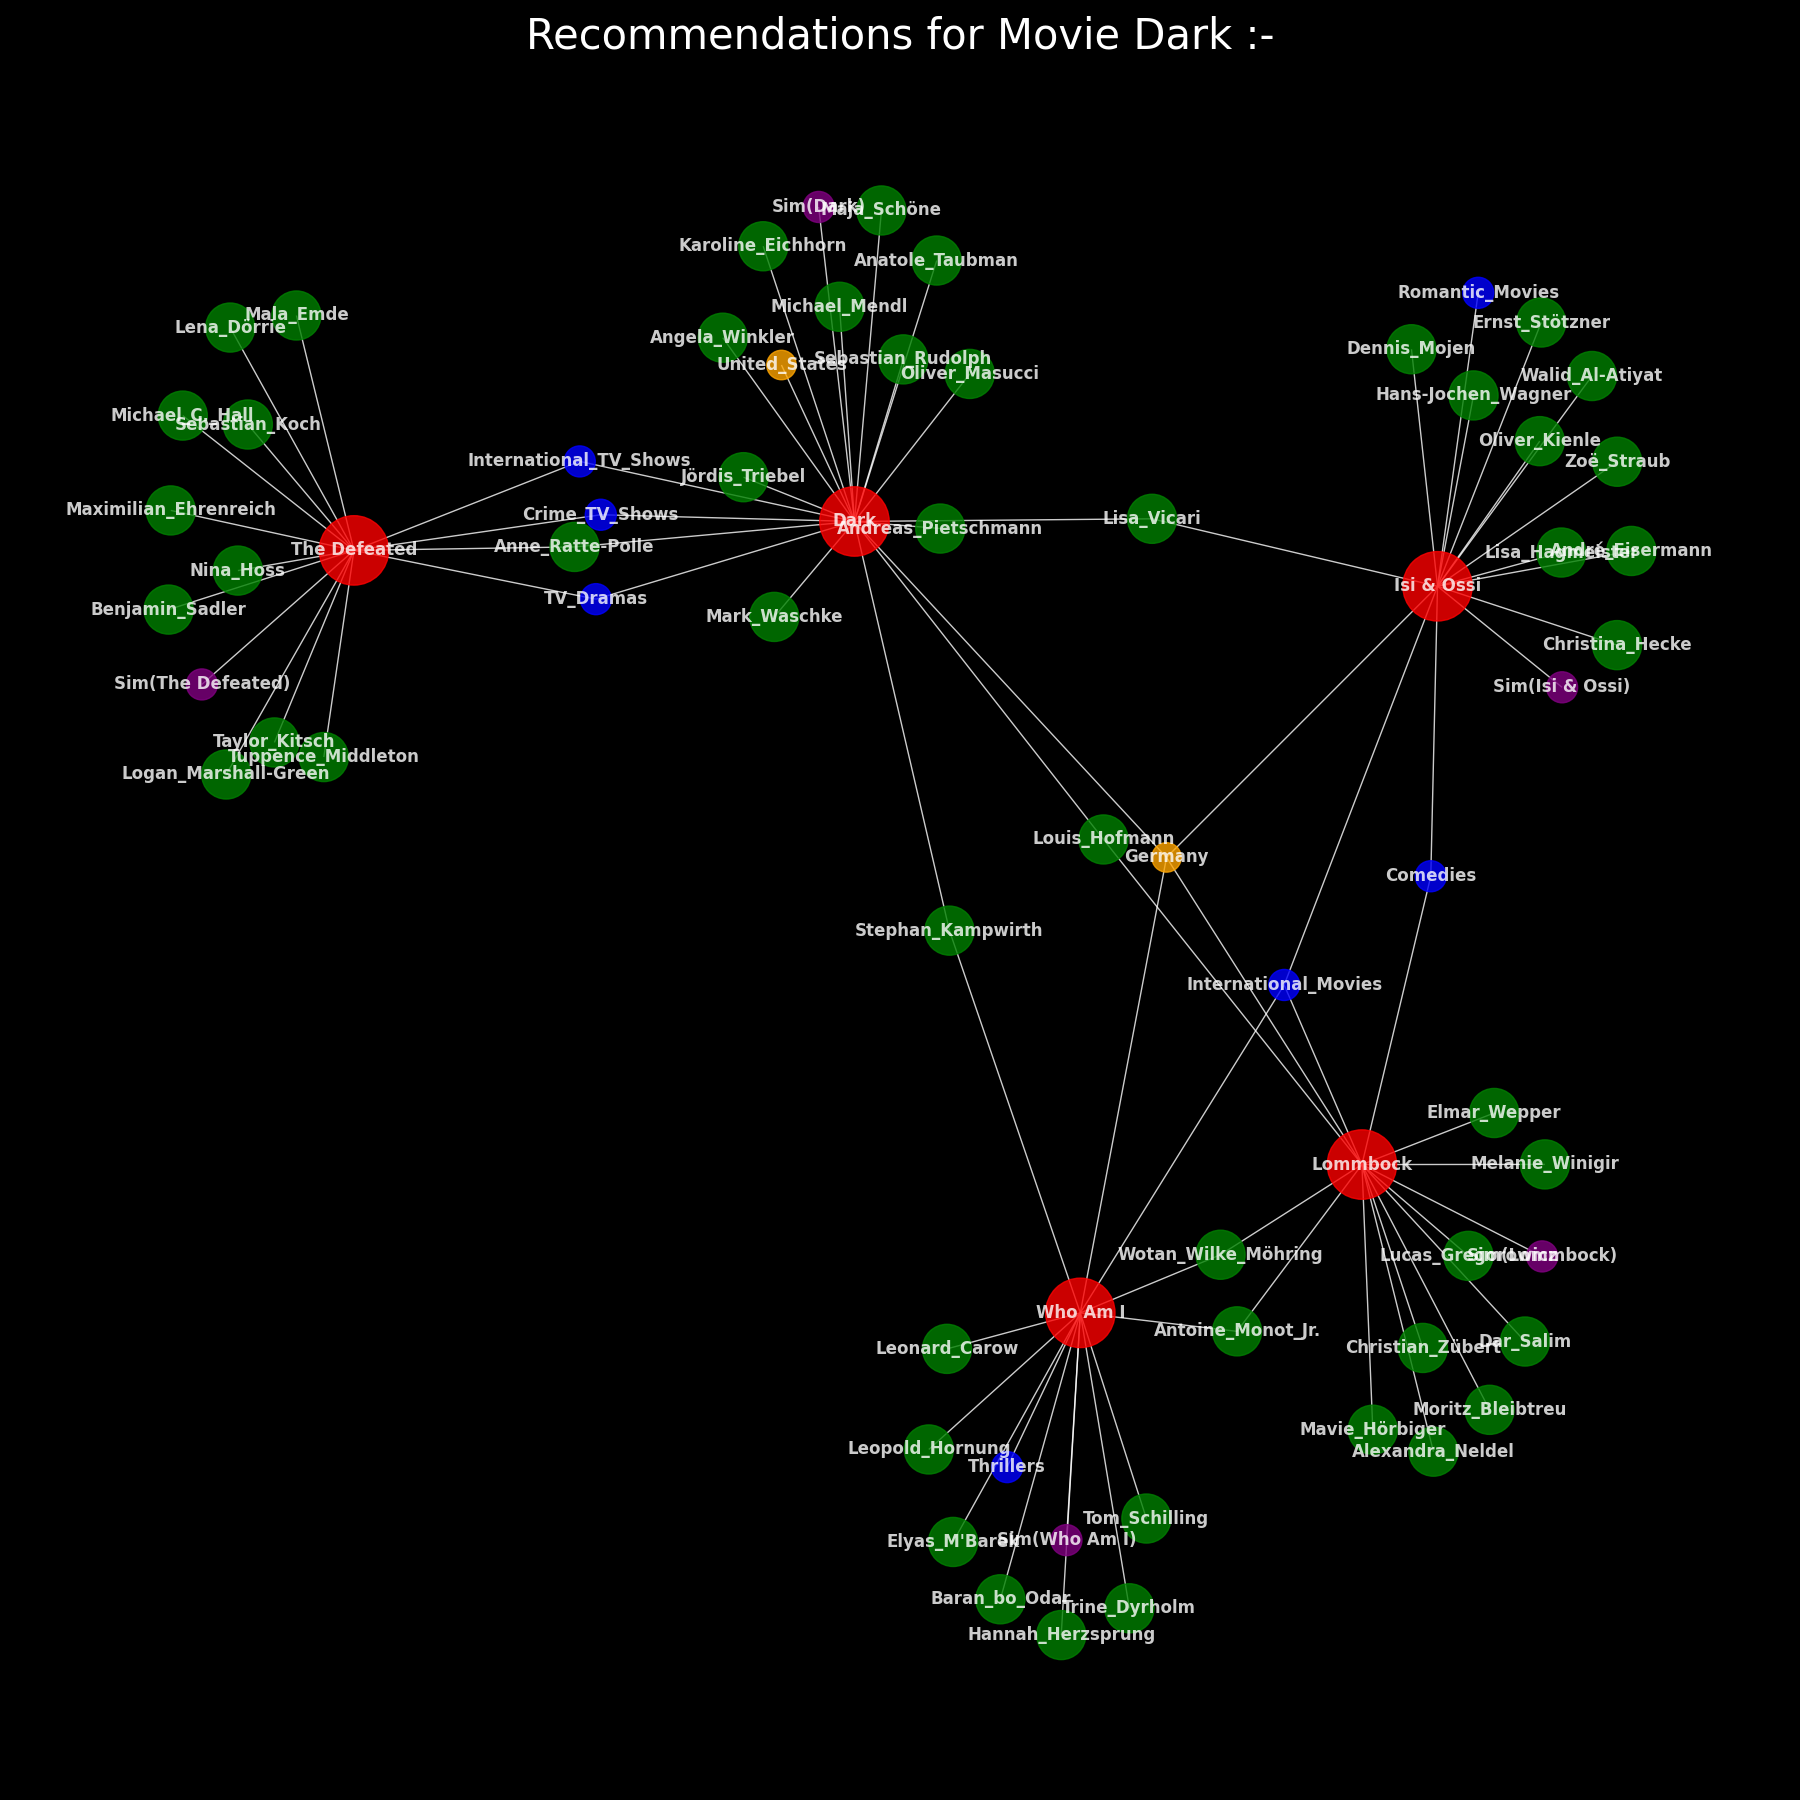 Recommendations for Movie Dark :-
Sim(Dark)
Maja_Schöne
Karoline_Eichhorn
Anatole_Taubman
Michael_Mendl
Angela_Winkler
United_States
Sebastian_Rudolph
Oliver_Masucci
Romantic_Movies
Ernst_Stötzner
Dennis_Mojen
Walid_Al-Atiyat
Hans-Jochen_Wagner
Oliver_Kienle
Zoë_Straub
Mala_Emde
Lena_Dörrie
Michael_C._Hall
Sebastian_Koch
International_TV_Shows
Jördis_Triebel
Maximilian_Ehrenreich
Crime_TV_Shows
Dark
Andreas_Pietschmann
Lisa_Vicari
The Defeated
Anne_Ratte-Polle
Lisa_Hagmeister
André_Eisermann
Nina_Hoss
Isi & Ossi
Benjamin_Sadler
TV_Dramas
Mark_Waschke
Christina_Hecke
Sim(The Defeated)
Sim(Isi & Ossi)
Taylor_Kitsch
Tuppence_Middleton
Logan_Marshall-Green
Louis_Hofmann
Germany
Comedies
Stephan_Kampwirth
International_Movies
Elmar_Wepper
Lommbock
Melanie_Winigir
Wotan_Wilke_Möhring
Lucas_Gregorowicz
Sim(Lommbock)
Who Am I
Antoine_Monot_Jr.
Leonard_Carow
Christian_Zübert
Dar_Salim
Moritz_Bleibtreu
Mavie_Hörbiger
Alexandra_Neldel
Leopold_Hornung
Thrillers
Tom_Schilling
Elyas_M'Barek
Sim(Who Am I)
Baran_bo_Odar
Trine_Dyrholm
Hannah_Herzsprung